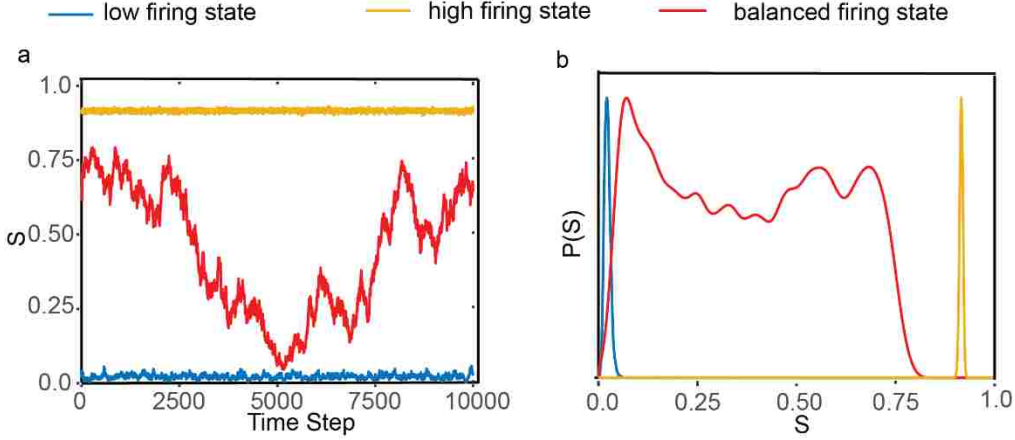 low firing state high firing state balanced firing state
a b
1.0
0.75
0.50
0.25
0.0
S
0 2500 5000 7500 10000
Time Step
P(S)
0.0 0.25 0.50 0.75 1.0
S